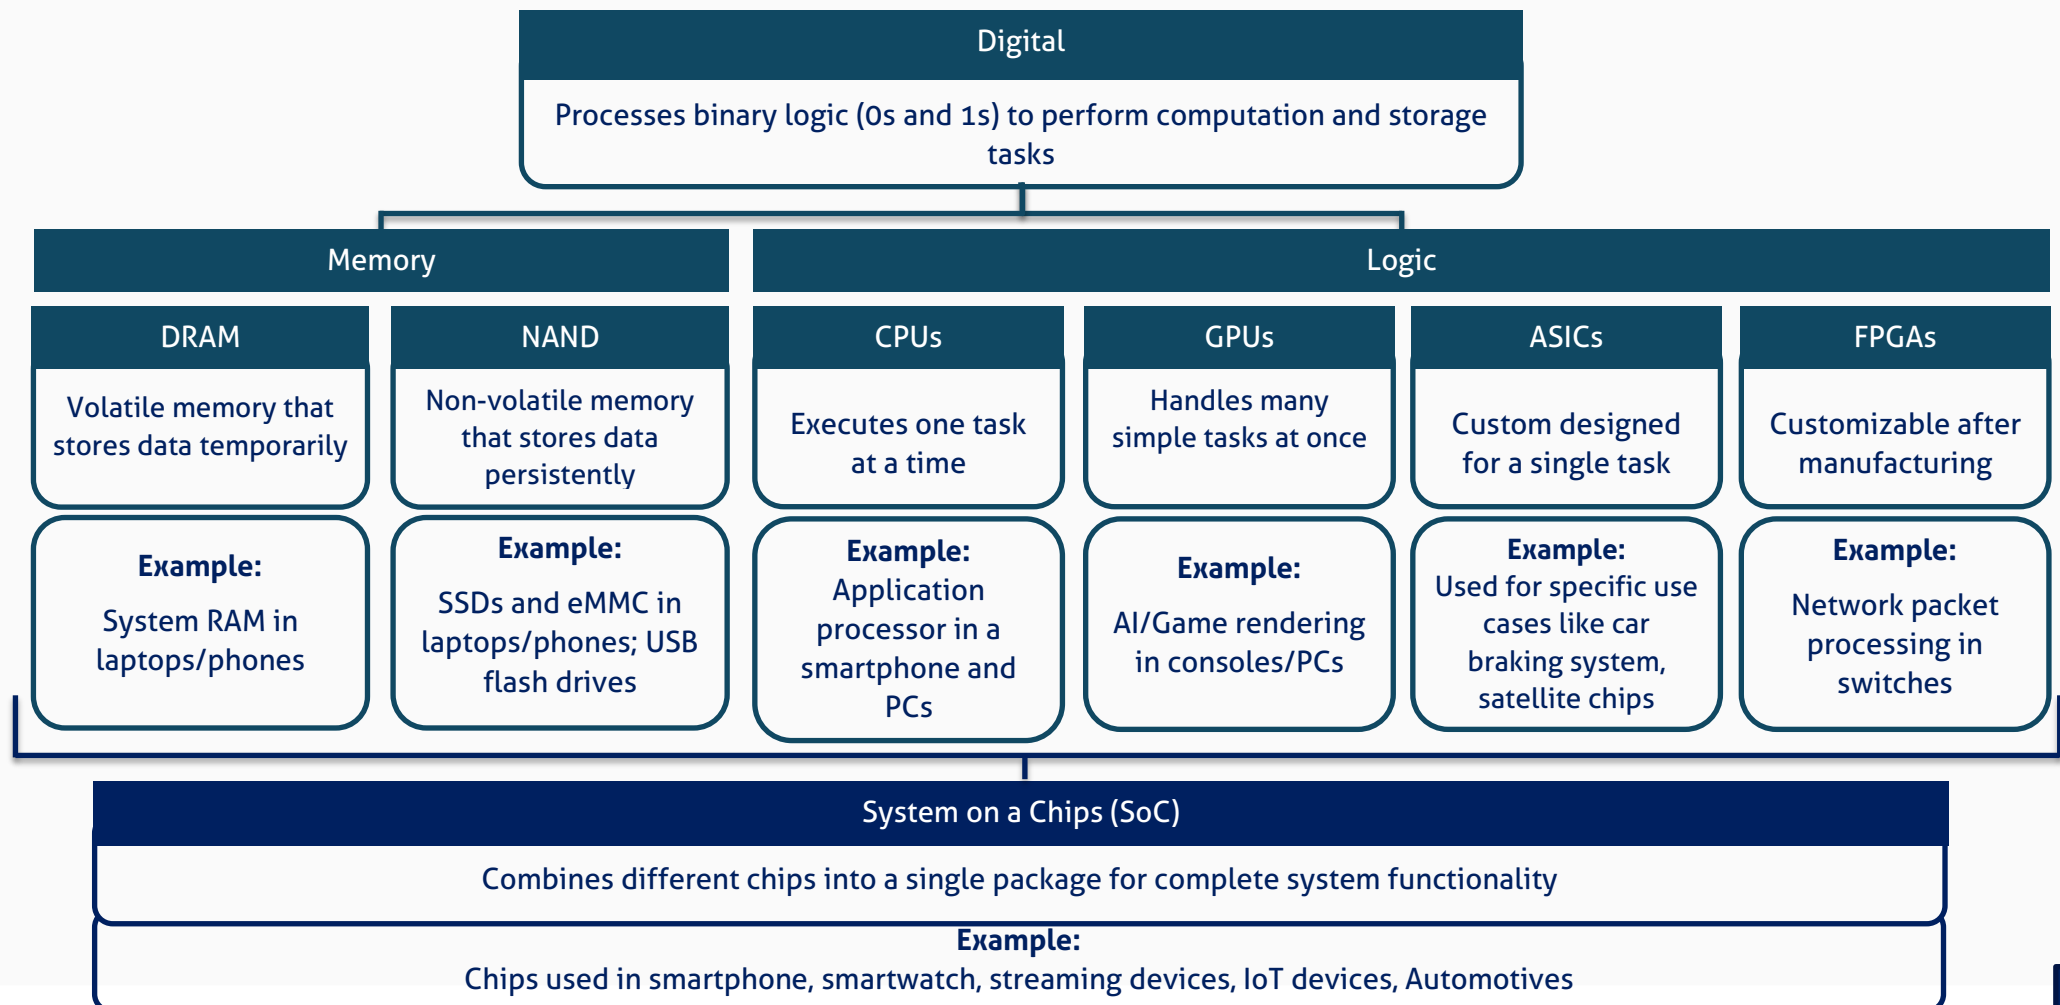 Digital
Processes binary logic (0s and 1s) to perform computation and storage
tasks
Memory
Logic
DRAM
Volatile memory that
stores data temporarily
Example:
System RAM in
laptops/phones
NAND
Non-volatile memory
that stores data
persistently
Example:
SSDs and eMMC in
laptops/phones; USB
flash drives
CPUs
Executes one task
at a time
Example:
Application
processor in a
smartphone and
PCs
GPUs
Handles many
simple tasks at once
Example:
AI/Game rendering
in consoles/PCs
ASICs
Custom designed
for a single task
Example:
Used for specific use
cases like car
braking system,
satellite chips
FPGAs
Customizable after
manufacturing
Example:
Network packet
processing in
switches
System on a Chips (SoC)
Combines different chips into a single package for complete system functionality
Example:
Chips used in smartphone, smartwatch, streaming devices, IoT devices, Automotives